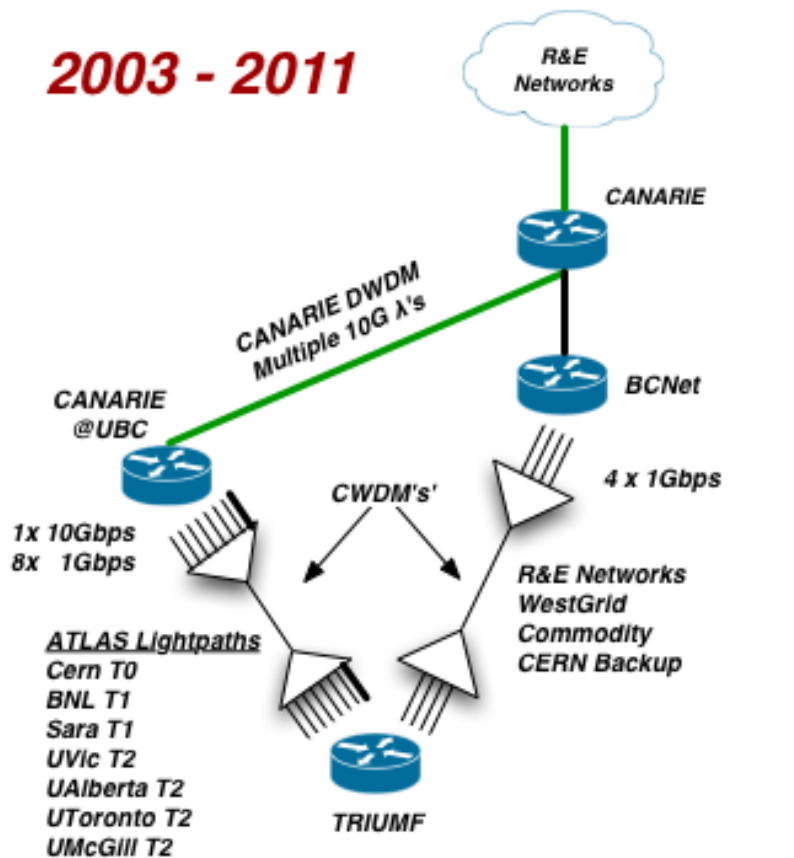 2003 - 2011
R&E
Networks
CANARIE
CANARIE DWDM
Multiple 10G λ's
BCNet
CANARIE
@UBC
4 x 1Gbps
CWDM's'
1x 10Gbps
8x 1Gbps
R&E Networks
WestGrid
Commodity
CERN Backup
ATLAS Lightpaths
Cern T0
BNL T1
Sara T1
UVic T2
UAlberta T2
UToronto T2
UMcGill T2
TRIUMF